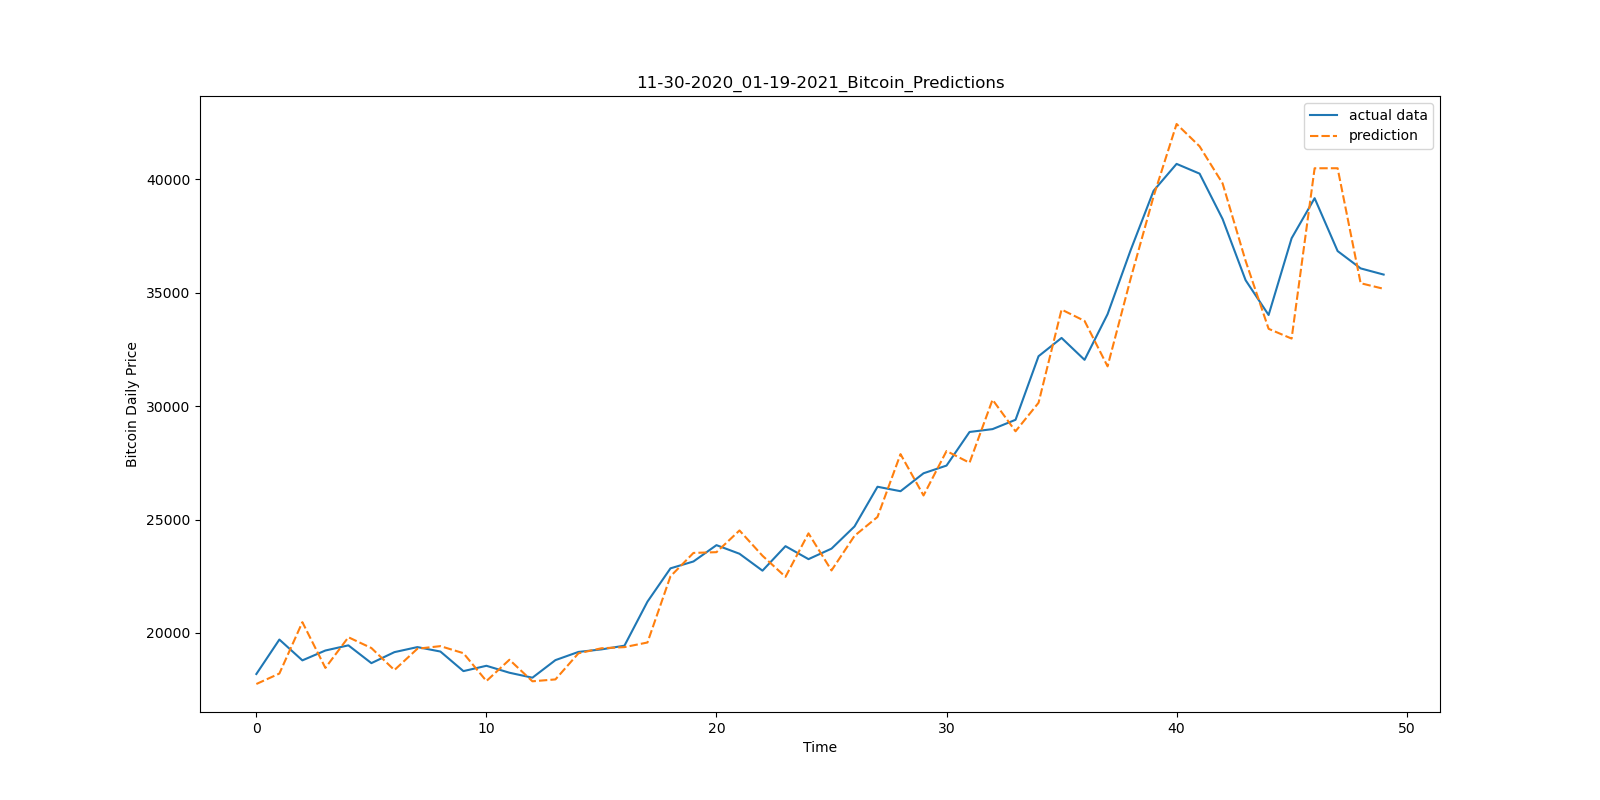 11-30-2020_01-19-2021_Bitcoin_Predictions
actual data
prediction
Bitcoin Daily Price
40000
35000
30000
25000
20000
0 10 20 30 40 50
Time